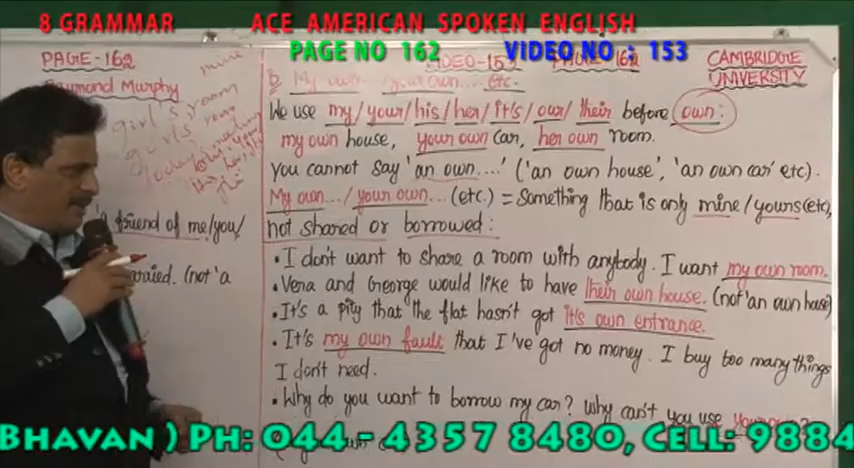 8 GRAMMAR ACE AMERICAN SPOKEN ENGLISH
PAGE NO 162 VIDEO NO : 153
PAGE-162
mine
Raymond Murphy
girl's room
girls room
CAMBRIDGE
UNIVERSITY
b. My own.../your own... etc.
We use my/your/his/her/it's/our/their before own:
my own house, your own car, her own room.
you cannot say 'an own....' ('an own house', 'an own car' etc).
My own.../your own...(etc.) = Something that is only mine/yours(etc),
not shared or borrowed:
• I don't want to share a room with anybody. I want my own room.
• Vera and George would like to have their own house. (not 'an own house)
• It's a pity that the flat hasn't got it's own entrance.
• It's my own fault that I've got no money. I buy too many things
I don't need.
• Why do you want to borrow my car? Why can't you use
a friend of me/you/
(not 'a
BHAVAN ) PH: 044 - 4357 8480, CELL: 9884